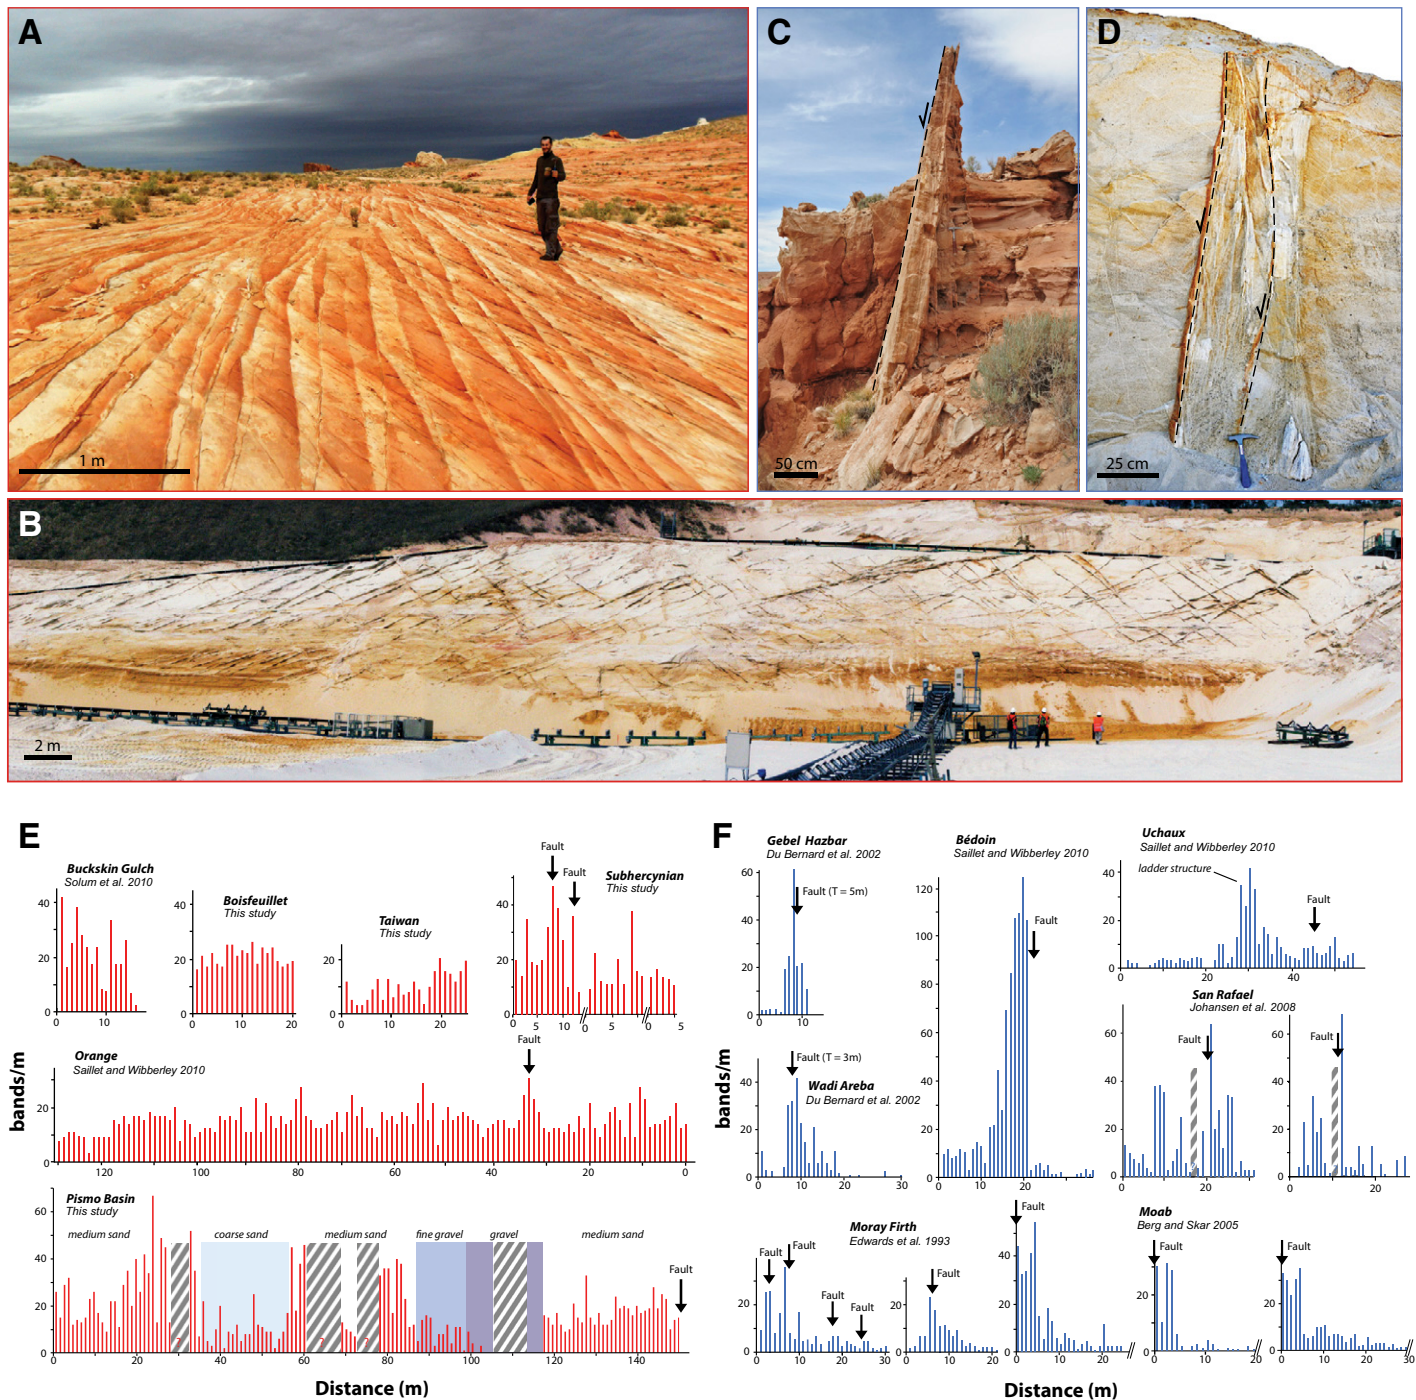 A
1 m
C
50 cm
D
25 cm
B
2 m
E
Buckskin Gulch
Solum et al. 2010
40
20
0
0
10
Boisfeuillet
This study
40
20
0
0
10
20
Taiwan
This study
20
0
0
10
20
Fault
Fault
Subhercynian
This study
40
20
0
0
5
10
0
5
0
5
Orange
Saillet and Wibberley 2010
Fault
20
0
120
100
80
60
40
20
0
bands/m
Pismo Basin
This study
medium sand
coarse sand
medium sand
fine gravel
gravel
medium sand
Fault
60
40
20
0
?
?
?
0
20
40
60
80
100
120
140
Distance (m)
F
Gebel Hazbar
Du Bernard et al. 2002
Fault (T = 5m)
60
40
20
0
0
10
Bédoin
Saillet and Wibberley 2010
Fault
120
100
80
60
40
20
0
0
10
20
Uchaux
Saillet and Wibberley 2010
ladder structure
Fault
40
20
0
0
20
40
Fault (T = 3m)
Wadi Areba
Du Bernard et al. 2002
40
20
0
0
10
30
San Rafael
Johansen et al. 2008
Fault
60
40
20
0
0
20
Fault
60
40
20
0
0
20
bands/m
Moray Firth
Edwards et al. 1993
Fault
Fault
Fault
Fault
20
0
0
10
20
30
Fault
20
0
0
10
20
Fault
40
20
0
0
10
20
Moab
Berg and Skar 2005
Fault
20
0
0
10
20
Fault
20
0
0
10
20
30
Distance (m)